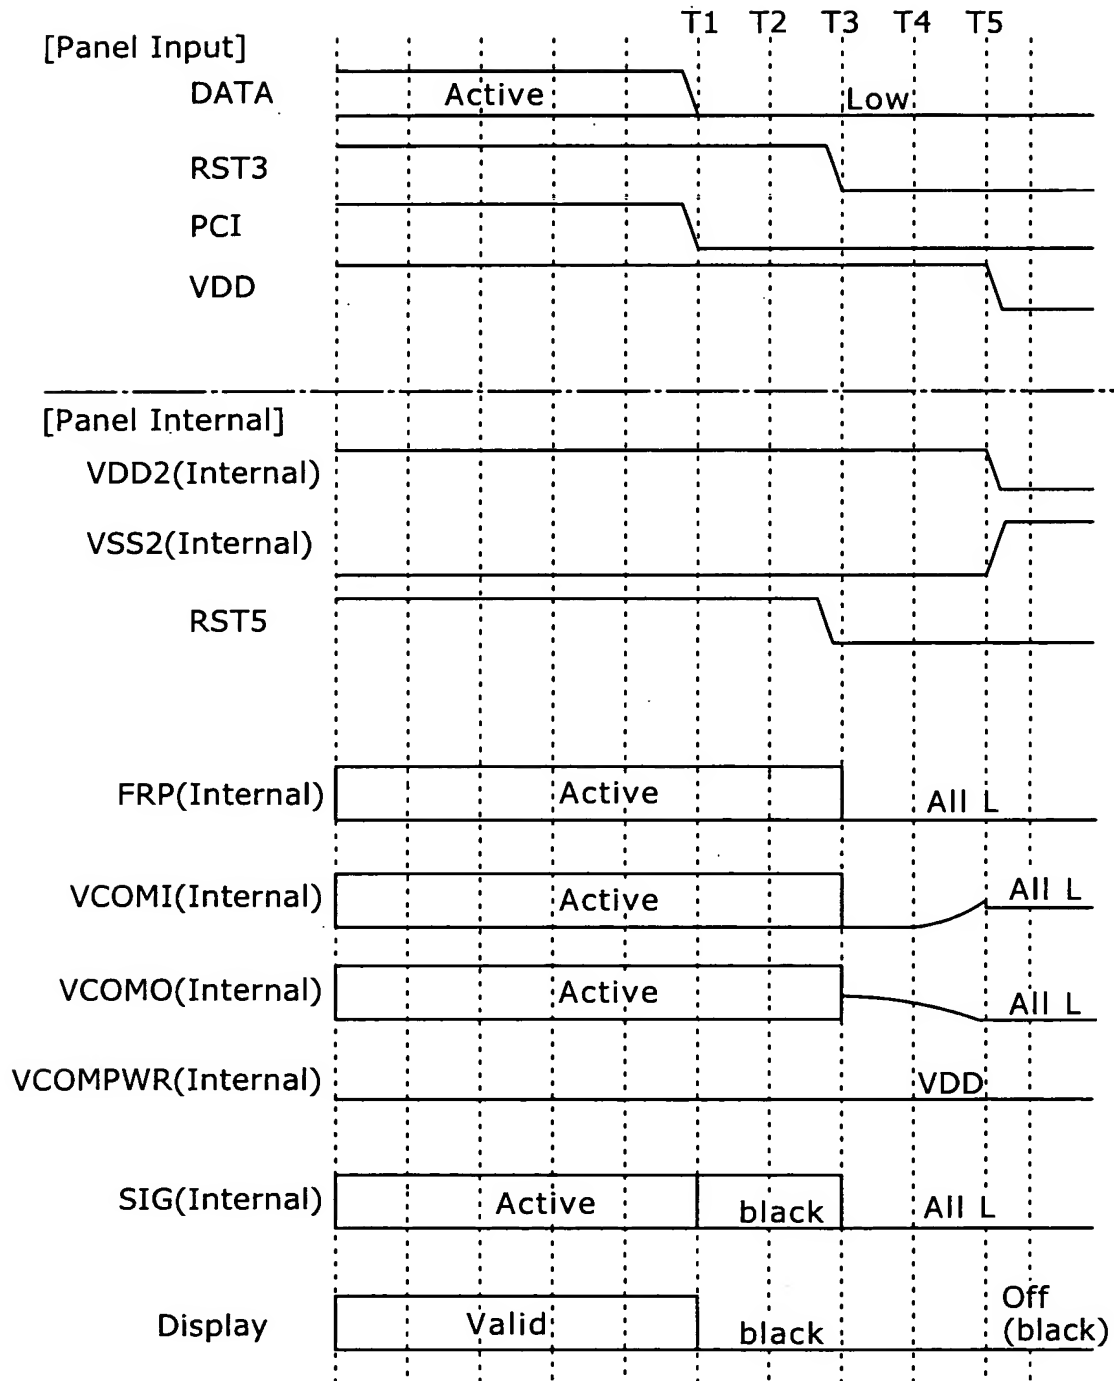 T1 T2 T3 T4 T5
[Panel Input]
DATA Active Low
RST3
PCI
VDD
[Panel Internal]
VDD2(Internal)
VSS2(Internal)
RST5
FRP(Internal) Active All L
VCOMI(Internal) Active All L
VCOMO(Internal) Active All L
VCOMPWR(Internal) VDD
SIG(Internal) Active black All L
Display Valid black Off
(black)